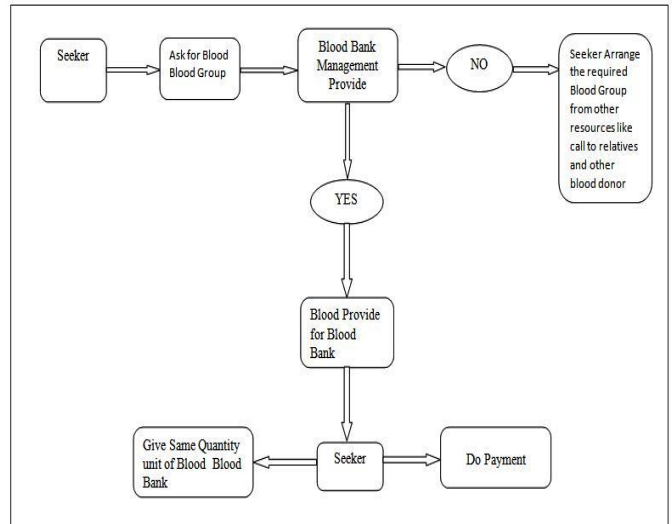 Seeker
Ask for Blood
Blood Group
Blood Bank
Management
Provide
NO
Seeker Arrange
the required
Blood Group
from other
resources like
call to relatives
and other
blood donor
YES
Blood Provide
for Blood
Bank
Give Same Quantity
unit of Blood Blood
Bank
Seeker
Do Payment